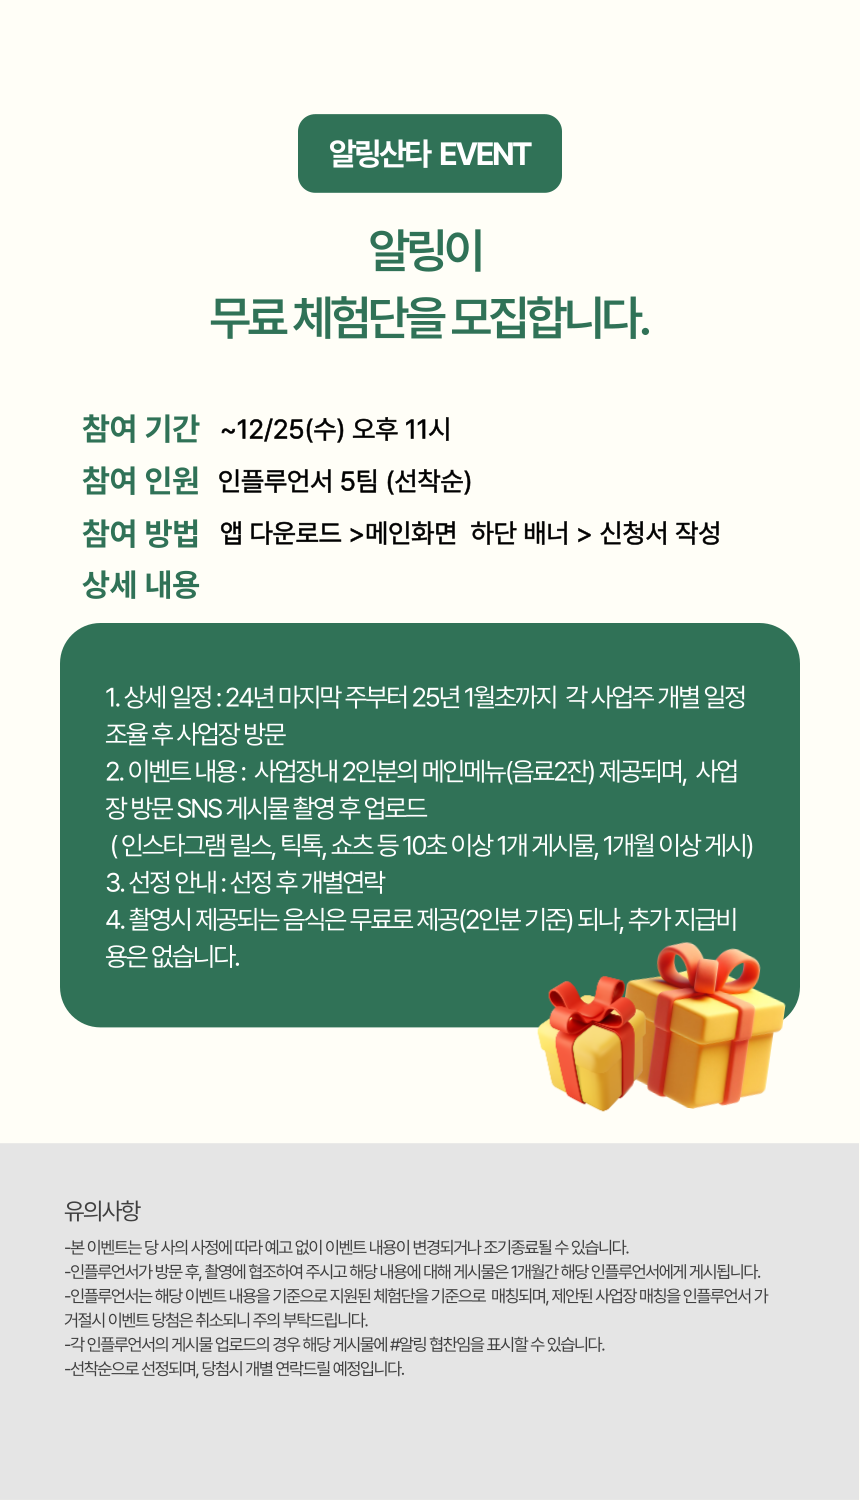 알링산타 EVENT
알링이
무료 체험단을 모집합니다.
참여 기간 ~12/25(수) 오후 11시
참여 인원 인플루언서 5팀 (선착순)
참여 방법 앱 다운로드 >메인화면 하단 배너 > 신청서 작성
상세 내용
1. 상세 일정 : 24년 마지막 주부터 25년 1월초까지 각 사업주 개별 일정
조율 후 사업장 방문
2. 이벤트 내용 : 사업장내 2인분의 메인메뉴(음료2잔) 제공되며, 사업
장 방문 SNS 게시물 촬영 후 업로드
( 인스타그램 릴스, 틱톡, 쇼츠 등 10초 이상 1개 게시물, 1개월 이상 게시)
3. 선정 안내 : 선정 후 개별연락
4. 촬영시 제공되는 음식은 무료로 제공(2인분 기준) 되나, 추가 지급비
용은 없습니다.
유의사항
-본 이벤트는 당 사의 사정에 따라 예고 없이 이벤트 내용이 변경되거나 조기종료될 수 있습니다.
-인플루언서가 방문 후, 촬영에 협조하여 주시고 해당 내용에 대해 게시물은 1개월간 해당 인플루언서에게 게시됩니다.
-인플루언서는 해당 이벤트 내용을 기준으로 지원된 체험단을 기준으로 매칭되며, 제안된 사업장 매칭을 인플루언서 가
거절시 이벤트 당첨은 취소되니 주의 부탁드립니다.
-각 인플루언서의 게시물 업로드의 경우 해당 게시물에 #알링 협찬임을 표시할 수 있습니다.
-선착순으로 선정되며, 당첨시 개별 연락드릴 예정입니다.